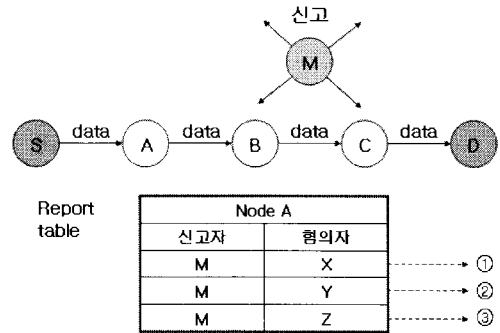 신고
M
S data A data B data C data D
Report
table
Node A
신고자 혐의자
M X ①
M Y ②
M Z ③